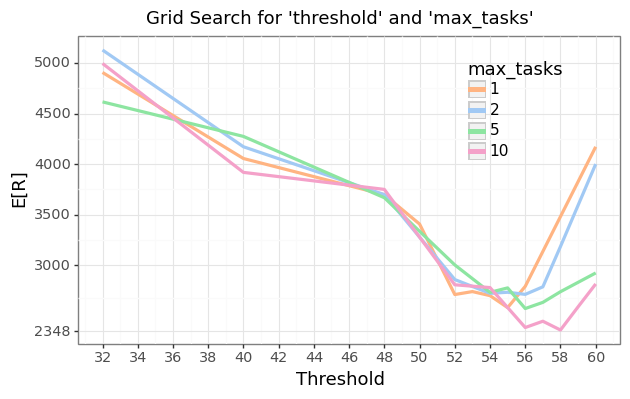 Grid Search for 'threshold' and 'max_tasks'
max_tasks
1
2
5
10
E[R]
5000
4500
4000
3500
3000
2348
32 34 36 38 40 42 44 46 48 50 52 54 56 58 60
Threshold